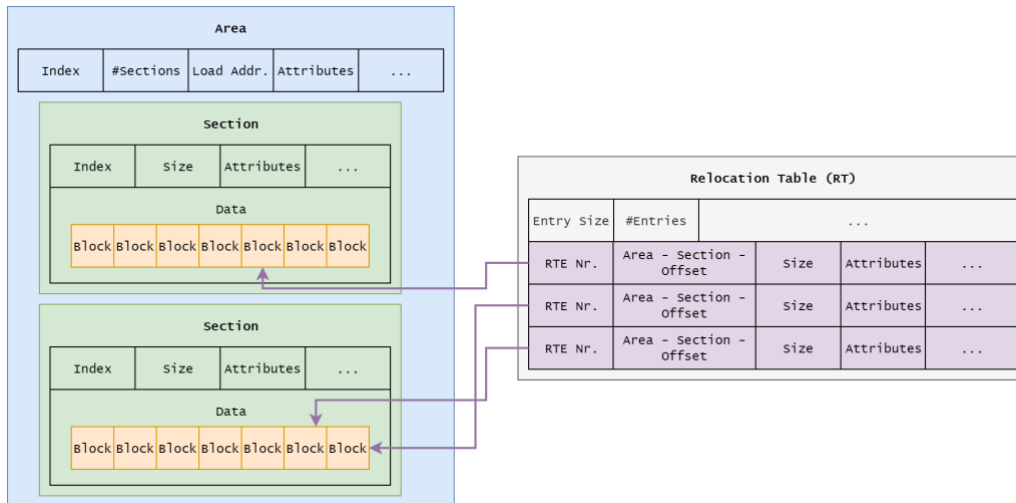 Area
Index #Sections Load Addr. Attributes ...
Section
Index Size Attributes ...
Data
Block Block Block Block Block Block Block
Section
Index Size Attributes ...
Data
Block Block Block Block Block Block Block
Relocation Table (RT)
Entry Size #Entries ...
RTE Nr. Area - Section - Offset Size Attributes ...
RTE Nr. Area - Section - Offset Size Attributes ...
RTE Nr. Area - Section - Offset Size Attributes ...